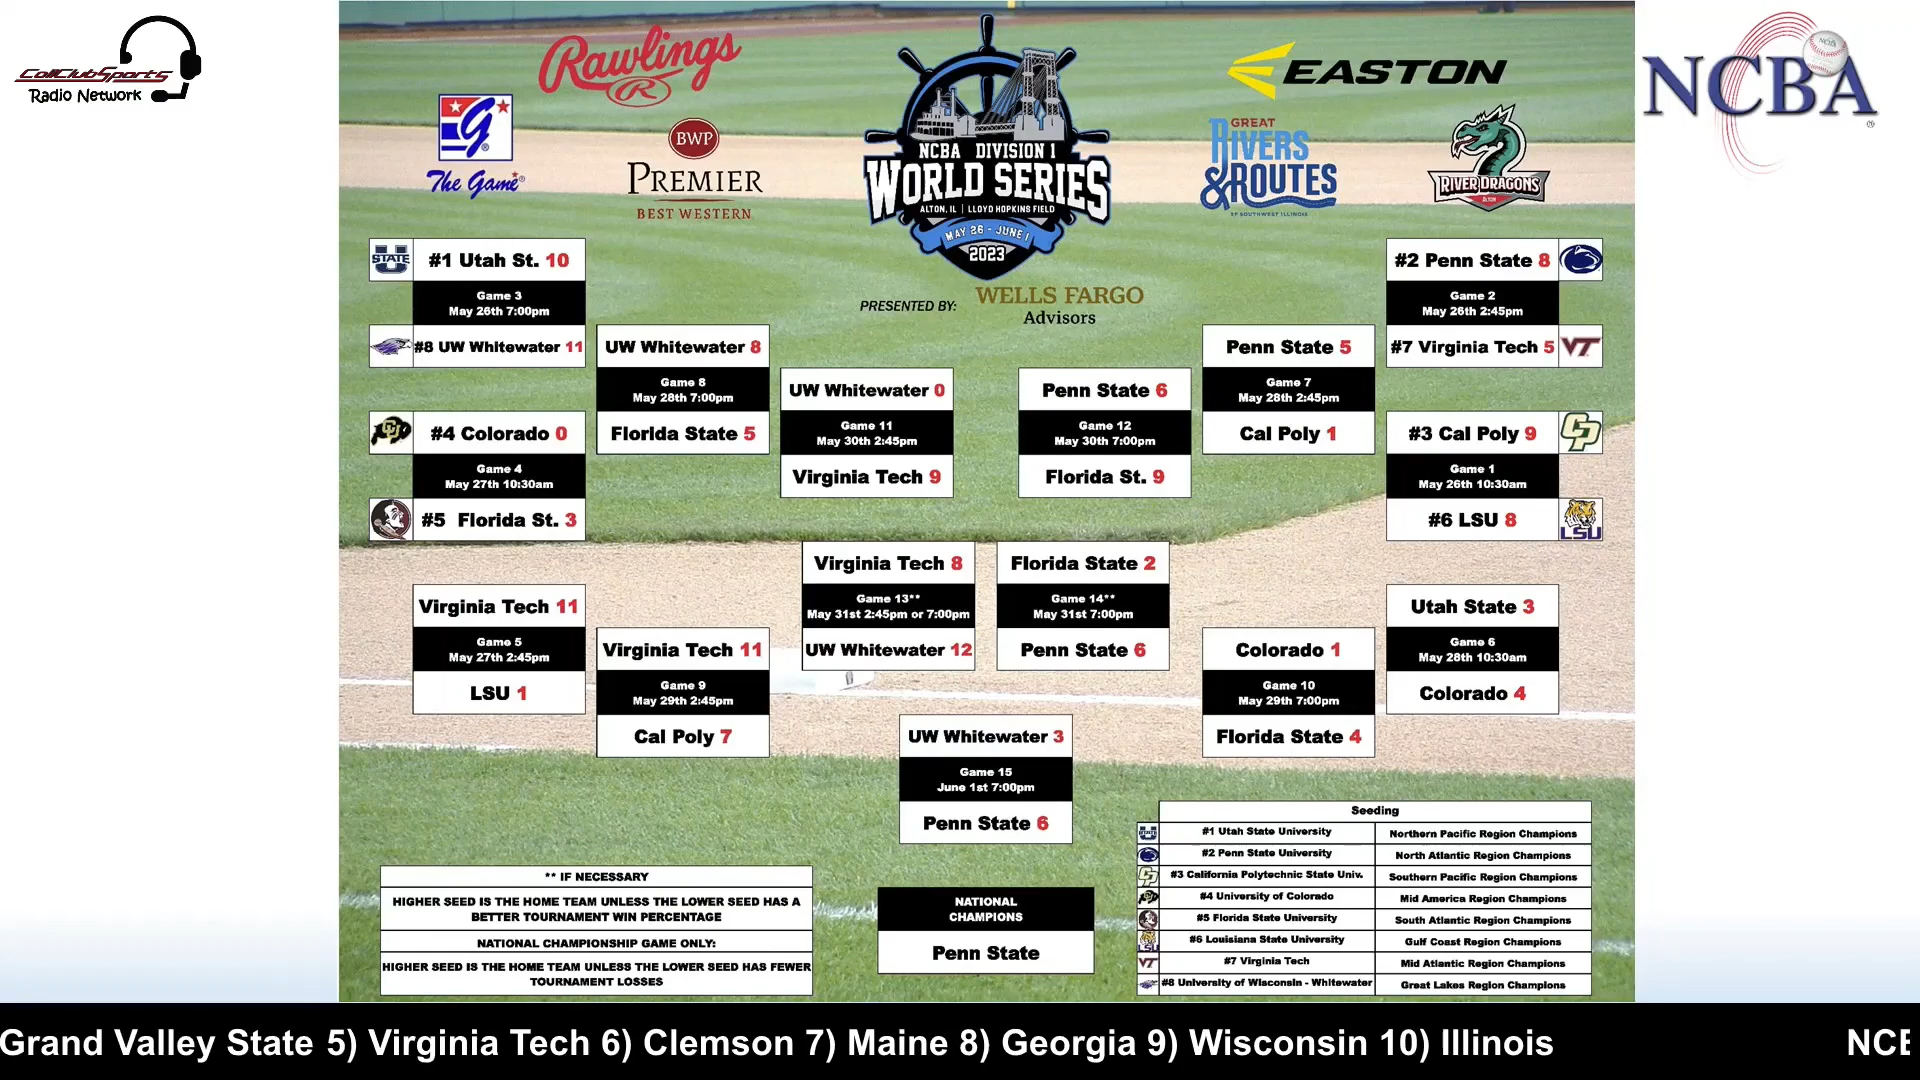 CollClubSports
Radio Network
Rawlings
R
G
The Game
BWP
PREMIER
BEST WESTERN
NCBA DIVISION 1
WORLD SERIES
ALTON, IL | LLOYD HOPKINS FIELD
MAY 26 - JUNE 1
2023
PRESENTED BY:
WELLS FARGO
Advisors
EASTON
GREAT
RIVERS
& ROUTES
OF SOUTHWEST ILLINOIS
RIVER DRAGONS
ALTON
NCBA
#1 Utah St. 10
Game 3
May 26th 7:00pm
#8 UW Whitewater 11
#4 Colorado 0
Game 4
May 27th 10:30am
#5 Florida St. 3
UW Whitewater 8
Game 8
May 28th 7:00pm
Florida State 5
UW Whitewater 0
Game 11
May 30th 2:45pm
Virginia Tech 9
Penn State 6
Game 12
May 30th 7:00pm
Florida St. 9
Penn State 5
Game 7
May 28th 2:45pm
Cal Poly 1
#2 Penn State 8
Game 2
May 26th 2:45pm
#7 Virginia Tech 5
#3 Cal Poly 9
Game 1
May 26th 10:30am
#6 LSU 8
Virginia Tech 11
Game 5
May 27th 2:45pm
LSU 1
Virginia Tech 11
Game 9
May 29th 2:45pm
Cal Poly 7
Virginia Tech 8
Game 13**
May 31st 2:45pm or 7:00pm
UW Whitewater 12
Florida State 2
Game 14**
May 31st 7:00pm
Penn State 6
Colorado 1
Game 10
May 29th 7:00pm
Florida State 4
Utah State 3
Game 6
May 28th 10:30am
Colorado 4
UW Whitewater 3
Game 15
June 1st 7:00pm
Penn State 6
NATIONAL
CHAMPIONS
Penn State
** IF NECESSARY
HIGHER SEED IS THE HOME TEAM UNLESS THE LOWER SEED HAS A
BETTER TOURNAMENT WIN PERCENTAGE
NATIONAL CHAMPIONSHIP GAME ONLY:
HIGHER SEED IS THE HOME TEAM UNLESS THE LOWER SEED HAS FEWER
TOURNAMENT LOSSES
Seeding
#1 Utah State University Northern Pacific Region Champions
#2 Penn State University North Atlantic Region Champions
#3 California Polytechnic State Univ. Southern Pacific Region Champions
#4 University of Colorado Mid America Region Champions
#5 Florida State University South Atlantic Region Champions
#6 Louisiana State University Gulf Coast Region Champions
#7 Virginia Tech Mid Atlantic Region Champions
#8 University of Wisconsin - Whitewater Great Lakes Region Champions
Grand Valley State 5) Virginia Tech 6) Clemson 7) Maine 8) Georgia 9) Wisconsin 10) Illinois NCB